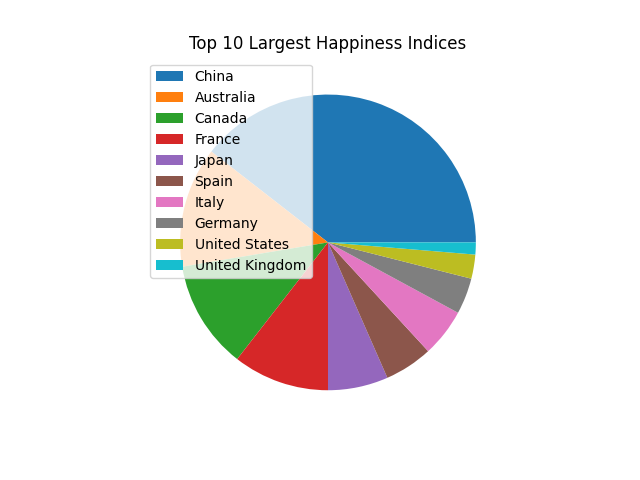 Top 10 Largest Happiness Indices
China
Australia
Canada
France
Japan
Spain
Italy
Germany
United States
United Kingdom